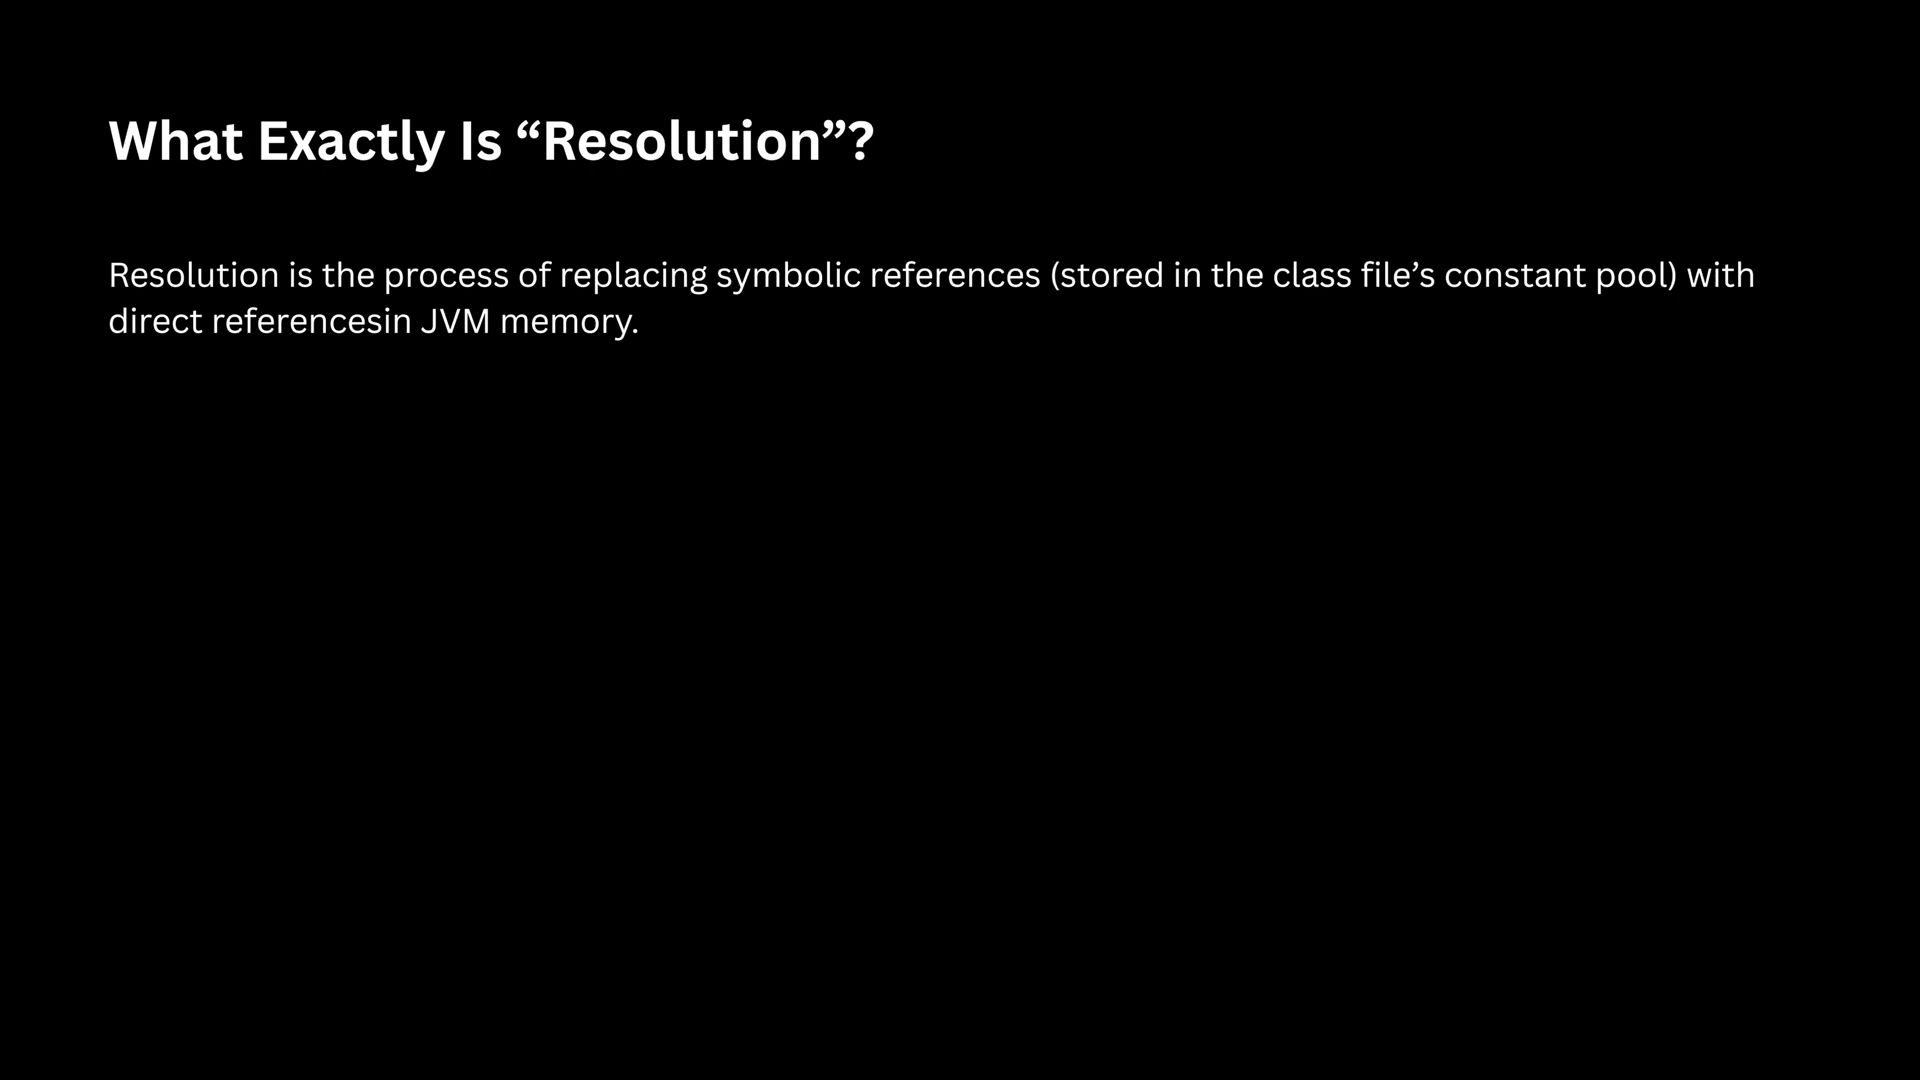 What Exactly Is “Resolution”?
Resolution is the process of replacing symbolic references (stored in the class file’s constant pool) with
direct referencesin JVM memory.